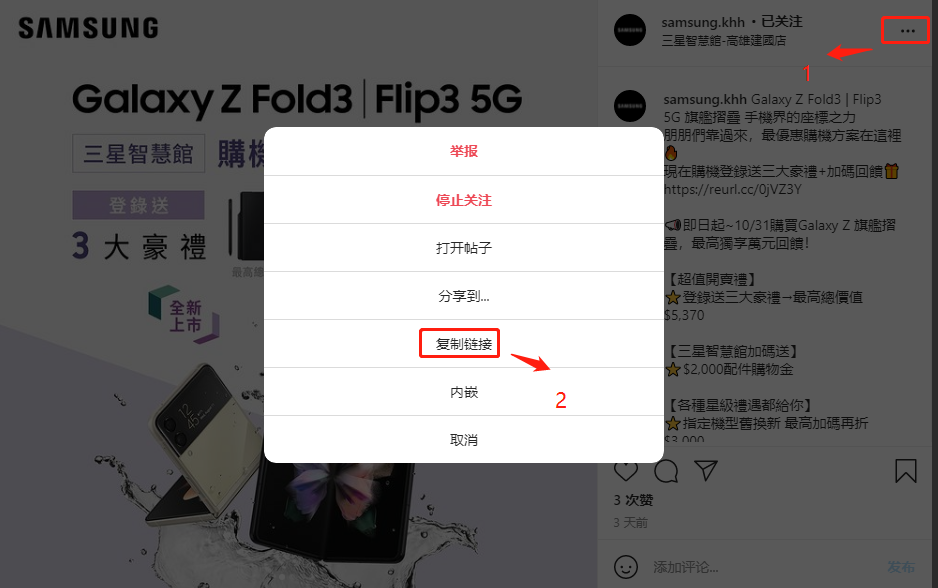 SAMSUNG
Galaxy Z Fold3 | Flip3 5G
三星智慧館 購機
登錄送
3 大 豪 禮
最高緞
全新
上市
12
30
举报
停止关注
打开帖子
分享到...
复制链接
内嵌
取消
1
2
samsung.khh • 已关注
三星智慧館-高雄建國店
...
samsung.khh Galaxy Z Fold3 | Flip3
5G 旗艦摺疊 手機界的座標之力
朋朋們靠過來，最優惠購機方案在這裡
🔥
現在購機登錄送三大豪禮+加碼回饋🎁
https://reurl.cc/0jVZ3Y
📢即日起~10/31購買Galaxy Z 旗艦摺
疊，最高獨享萬元回饋！
【超值開賣禮】
⭐登錄送三大豪禮→最高總價值
$5,370
【三星智慧館加碼送】
⭐$2,000配件購物金
【各種星級禮遇都給你】
⭐指定機型舊換新 最高加碼再折
$3,000
3 次赞
3 天前
添加评论...
发布